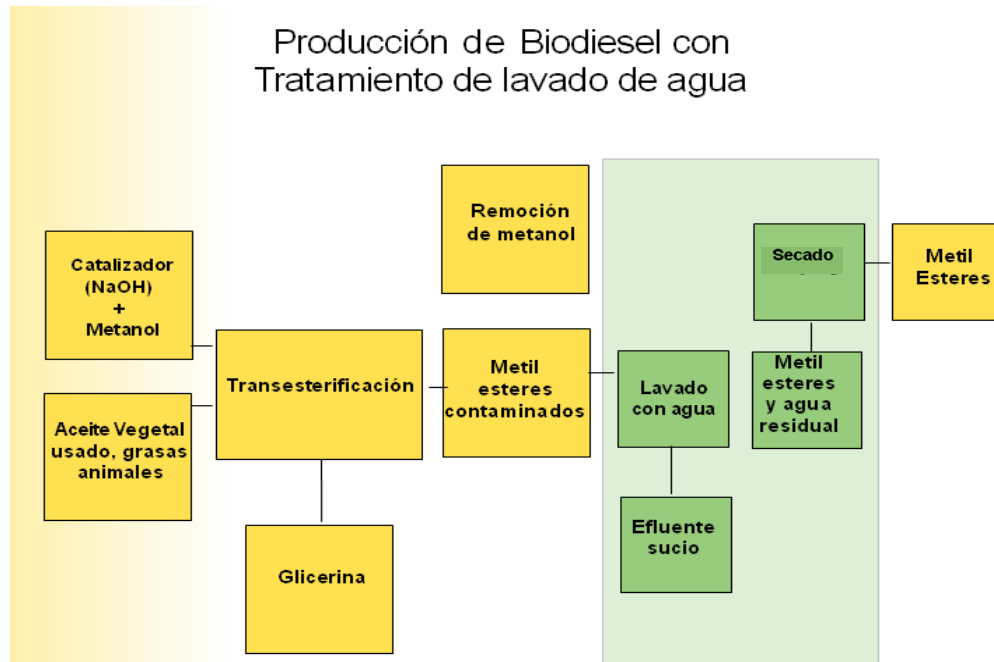 Producción de Biodiesel con
Tratamiento de lavado de agua
Catalizador
(NaOH)
+
Metanol
Aceite Vegetal
usado, grasas
animales
Transesterificación
Glicerina
Remoción
de metanol
Metil
esteres
contaminados
Lavado
con agua
Efluente
sucio
Metil
esteres
y agua
residual
Secado
Metil
Esteres